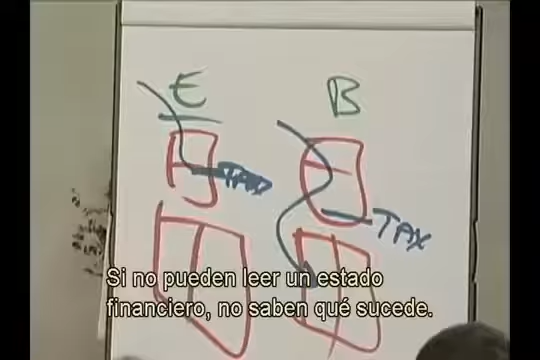 E
B
TAX
TAX
Si no pueden leer un estado
financiero, no saben qué sucede.